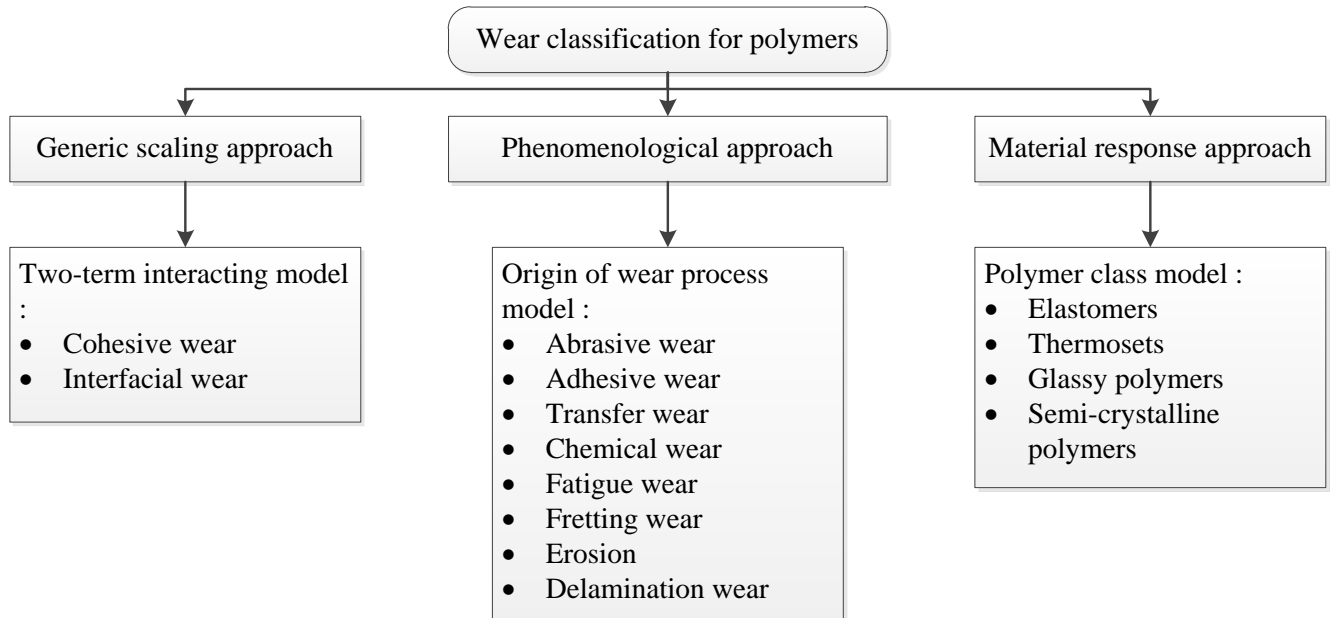 Wear classification for polymers
Generic scaling approach
Phenomenological approach
Material response approach
Two-term interacting model
:
• Cohesive wear
• Interfacial wear
Origin of wear process
model :
• Abrasive wear
• Adhesive wear
• Transfer wear
• Chemical wear
• Fatigue wear
• Fretting wear
• Erosion
• Delamination wear
Polymer class model :
• Elastomers
• Thermosets
• Glassy polymers
• Semi-crystalline
polymers